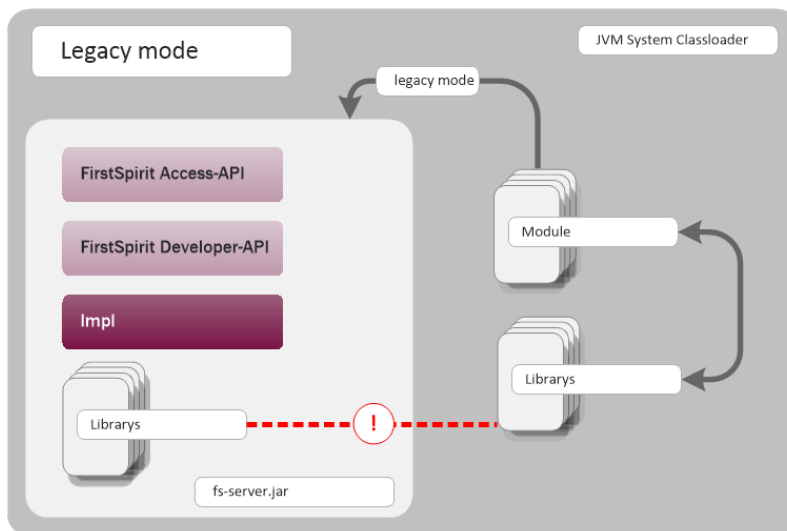 Legacy mode
JVM System Classloader
legacy mode
FirstSpirit Access-API
FirstSpirit Developer-API
Impl
Librarys
!
fs-server.jar
Module
Librarys